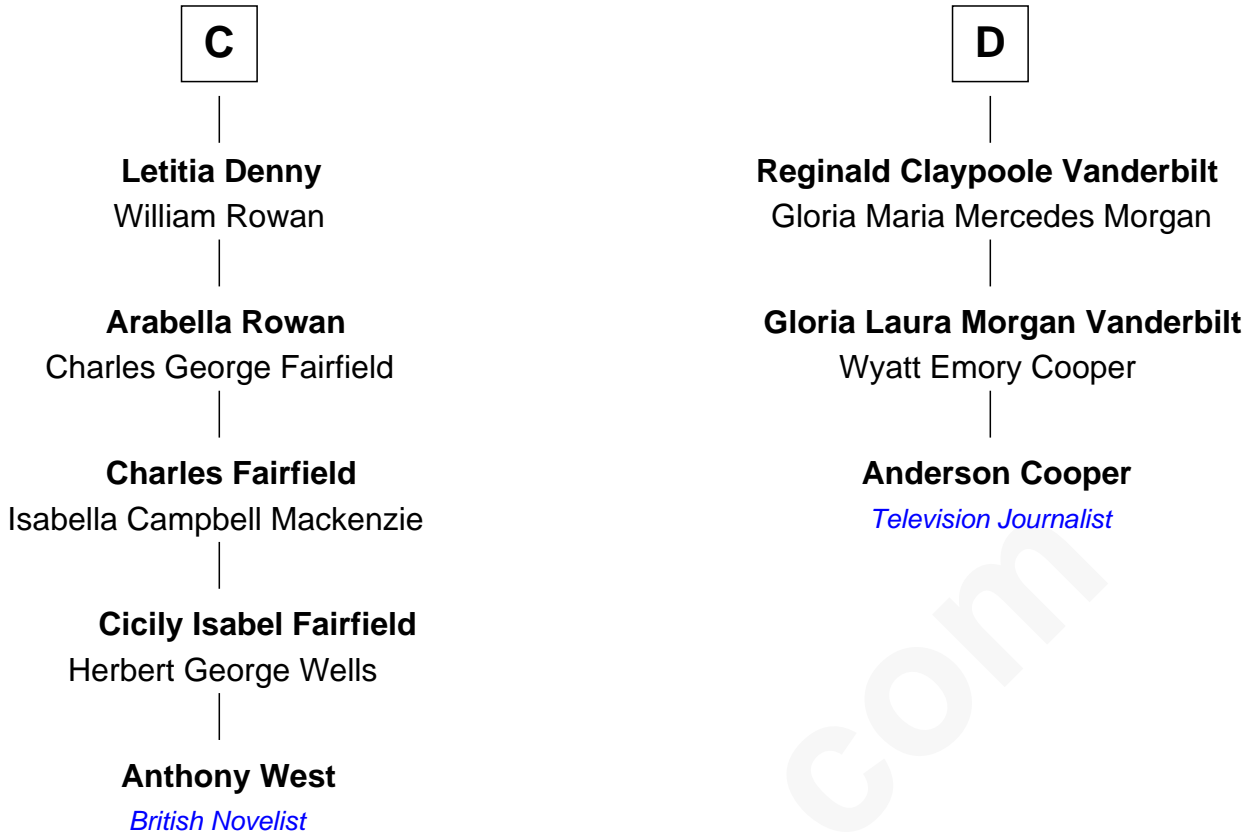 C
Letitia Denny
William Rowan
Arabella Rowan
Charles George Fairfield
Charles Fairfield
Isabella Campbell Mackenzie
Cicily Isabel Fairfield
Herbert George Wells
Anthony West
British Novelist
D
Reginald Claypoole Vanderbilt
Gloria Maria Mercedes Morgan
Gloria Laura Morgan Vanderbilt
Wyatt Emory Cooper
Anderson Cooper
Television Journalist
com